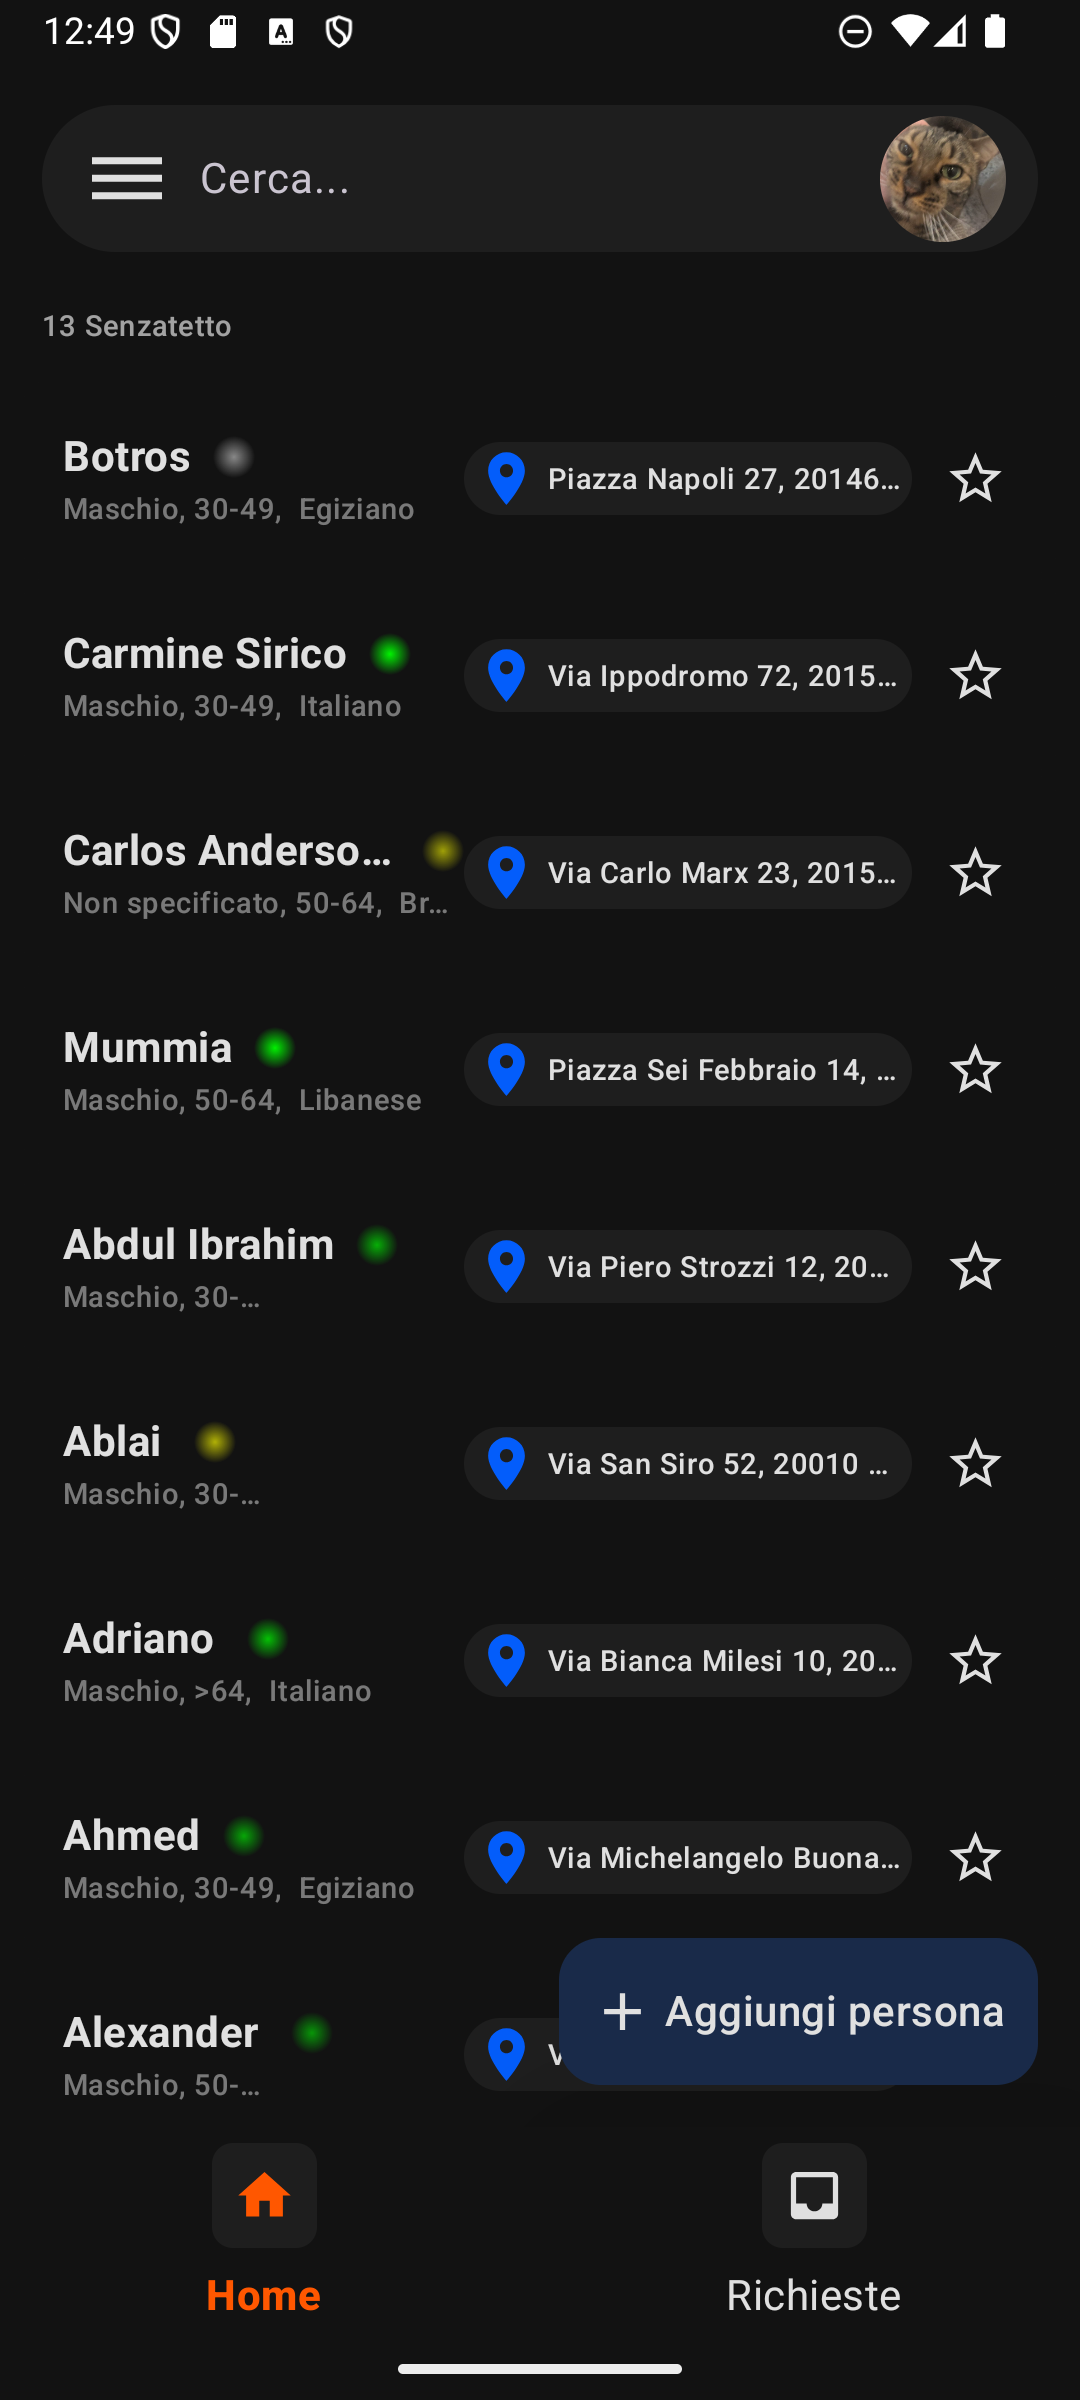 12:49
Cerca...
13 Senzatetto
Botros
Maschio, 30-49, Egiziano
Piazza Napoli 27, 20146...
Carmine Sirico
Maschio, 30-49, Italiano
Via Ippodromo 72, 2015...
Carlos Anderso...
Non specificato, 50-64, Br...
Via Carlo Marx 23, 2015...
Mummia
Maschio, 50-64, Libanese
Piazza Sei Febbraio 14, ...
Abdul Ibrahim
Maschio, 30-...
Via Piero Strozzi 12, 20...
Ablai
Maschio, 30-...
Via San Siro 52, 20010 ...
Adriano
Maschio, >64, Italiano
Via Bianca Milesi 10, 20...
Ahmed
Maschio, 30-49, Egiziano
Via Michelangelo Buona...
Alexander
Maschio, 50-...
Aggiungi persona
Home
Richieste